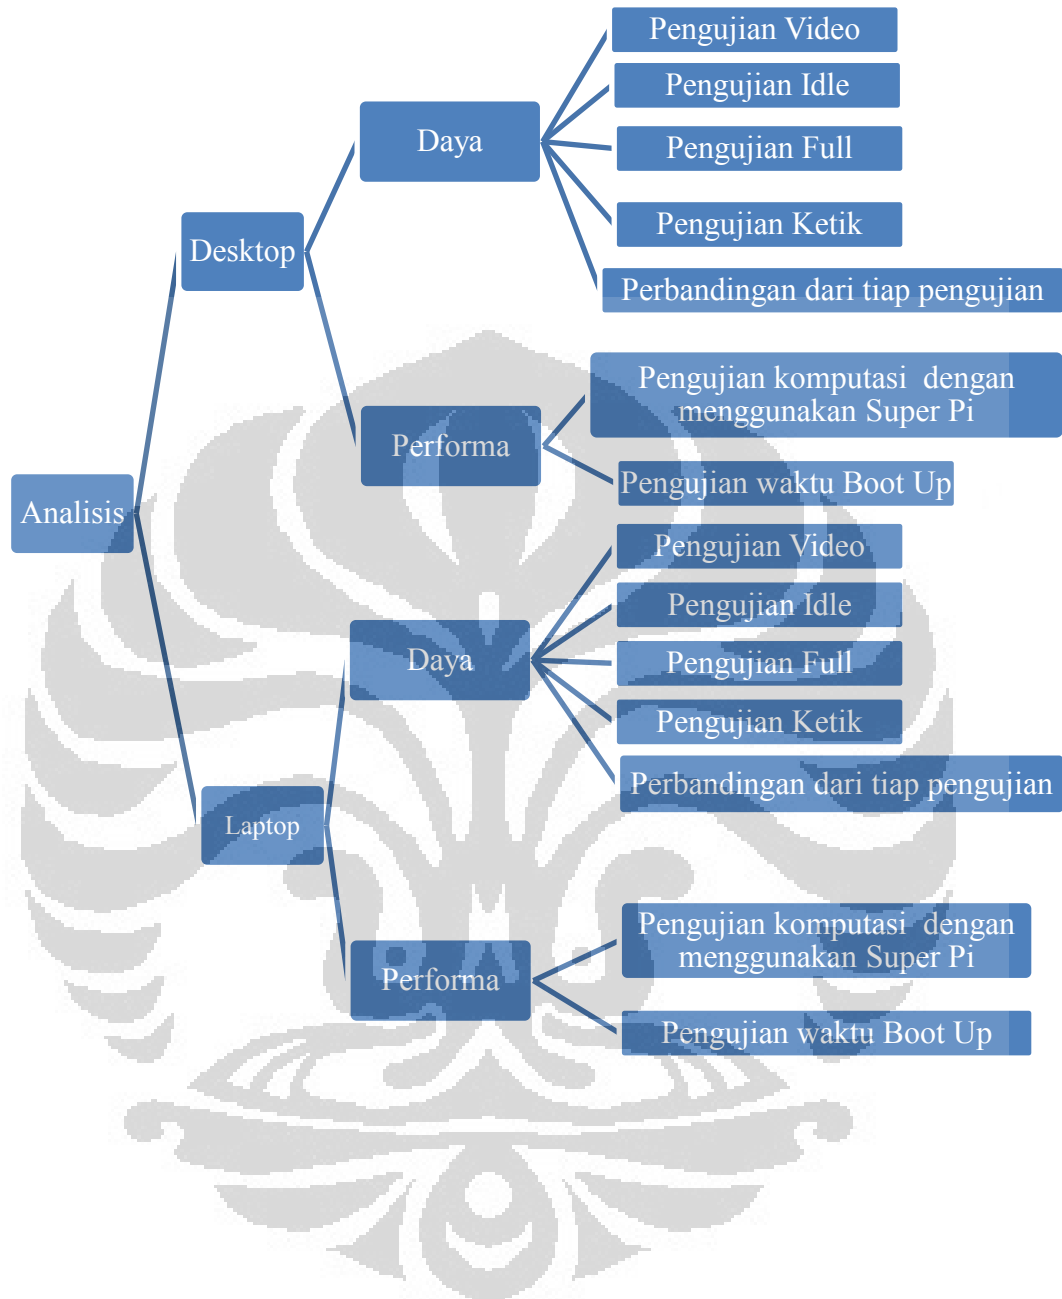 Analisis
Desktop
Daya
Pengujian Video
Pengujian Idle
Pengujian Full
Pengujian Ketik
Perbandingan dari tiap pengujian
Performa
Pengujian komputasi  dengan
menggunakan Super Pi
Pengujian waktu Boot Up
Laptop
Daya
Pengujian Video
Pengujian Idle
Pengujian Full
Pengujian Ketik
Perbandingan dari tiap pengujian
Performa
Pengujian komputasi  dengan
menggunakan Super Pi
Pengujian waktu Boot Up